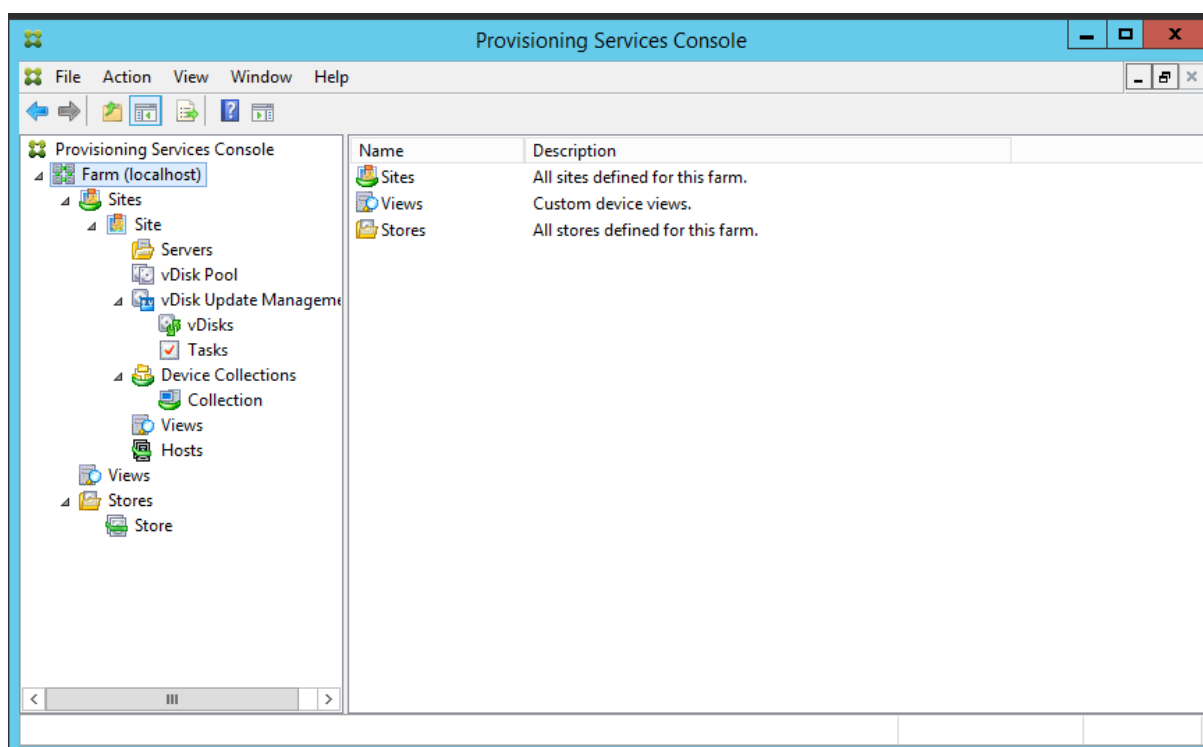 Provisioning Services Console
File Action View Window Help
Provisioning Services Console
Farm (localhost)
Sites
Site
Servers
vDisk Pool
vDisk Update Manageme
vDisks
Tasks
Device Collections
Collection
Views
Hosts
Views
Stores
Store
Name Description
Sites All sites defined for this farm.
Views Custom device views.
Stores All stores defined for this farm.